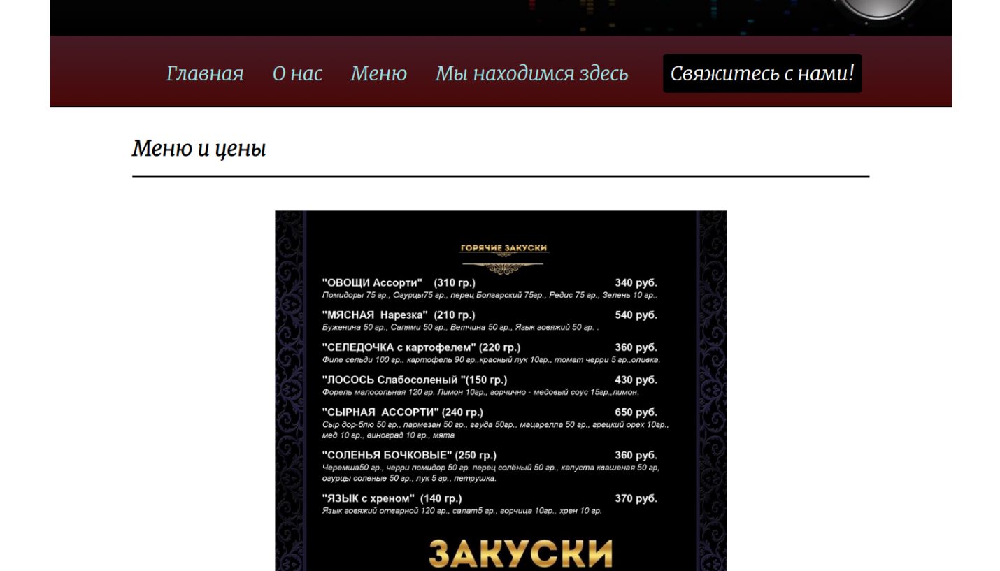 Главная О нас Меню Мы находимся здесь Свяжитесь с нами!
Меню и цены
ГОРЯЧИЕ ЗАКУСКИ
"ОВОЩИ Ассорти" (310 гр.) 340 руб.
Помидоры 75 гр., Огурцы75 гр., перец Болгарский 75гр., Редис 75 гр., Зелень 10 гр..
"МЯСНАЯ Нарезка" (210 гр.) 540 руб.
Буженина 50 гр., Салями 50 гр., Ветчина 50 гр., Язык говяжий 50 гр. .
"СЕЛЕДОЧКА с картофелем" (220 гр.) 360 руб.
Филе сельди 100 гр., картофель 90 гр.,красный лук 10гр., томат черри 5 гр.,оливка.
"ЛОСОСЬ Слабосоленый "(150 гр.) 430 руб.
Форель малосольная 120 гр. Лимон 10гр., горчично - медовый соус 15гр.,лимон.
"СЫРНАЯ АССОРТИ" (240 гр.) 650 руб.
Сыр дор-блю 50 гр., пармезан 50 гр., гауда 50гр., мацарелла 50 гр., грецкий орех 10гр.,
мед 10 гр., виноград 10 гр., мята
"СОЛЕНЬЯ БОЧКОВЫЕ" (250 гр.) 360 руб.
Черемша50 гр., черри помидор 50 гр. перец солёный 50 гр., капуста квашеная 50 гр,
огурцы соленые 50 гр., лук 5 гр., петрушка.
"ЯЗЫК с хреном" (140 гр.) 370 руб.
Язык говяжий отварной 120 гр., салат5 гр., горчица 10гр., хрен 10 гр.
ЗАКУСКИ